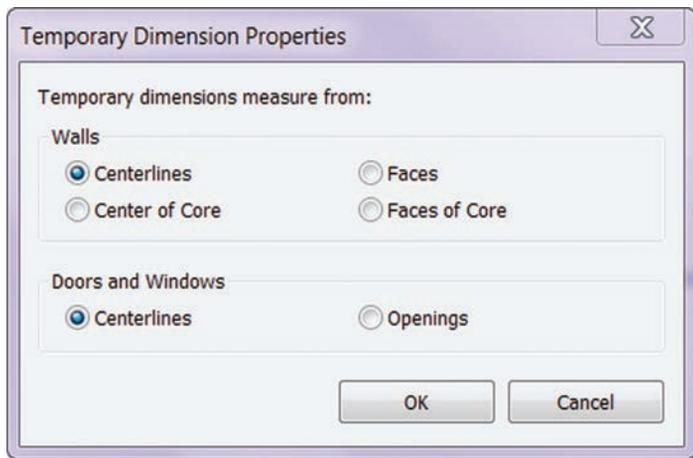 Temporary Dimension Properties
Temporary dimensions measure from:
Walls
Centerlines Faces
Center of Core Faces of Core
Doors and Windows
Centerlines Openings
OK Cancel